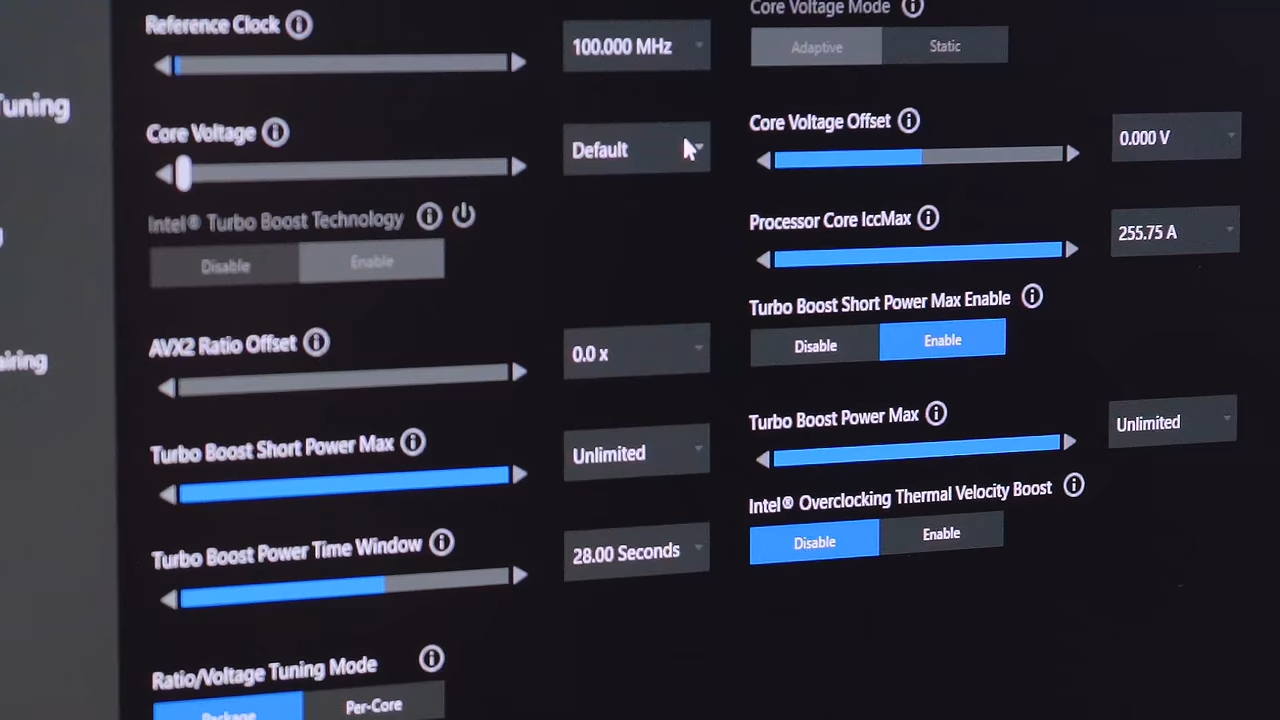 Reference Clock
100.000 MHz
Core Voltage Mode
Adaptive
Static
Tuning
Core Voltage
Default
Core Voltage Offset
0.000 V
Intel® Turbo Boost Technology
Disable
Enable
Processor Core IccMax
255.75 A
AVX2 Ratio Offset
0.0 x
Turbo Boost Short Power Max Enable
Disable
Enable
Turbo Boost Short Power Max
Unlimited
Turbo Boost Power Max
Unlimited
Turbo Boost Power Time Window
28.00 Seconds
Intel® Overclocking Thermal Velocity Boost
Disable
Enable
Ratio/Voltage Tuning Mode
Package
Per-Core